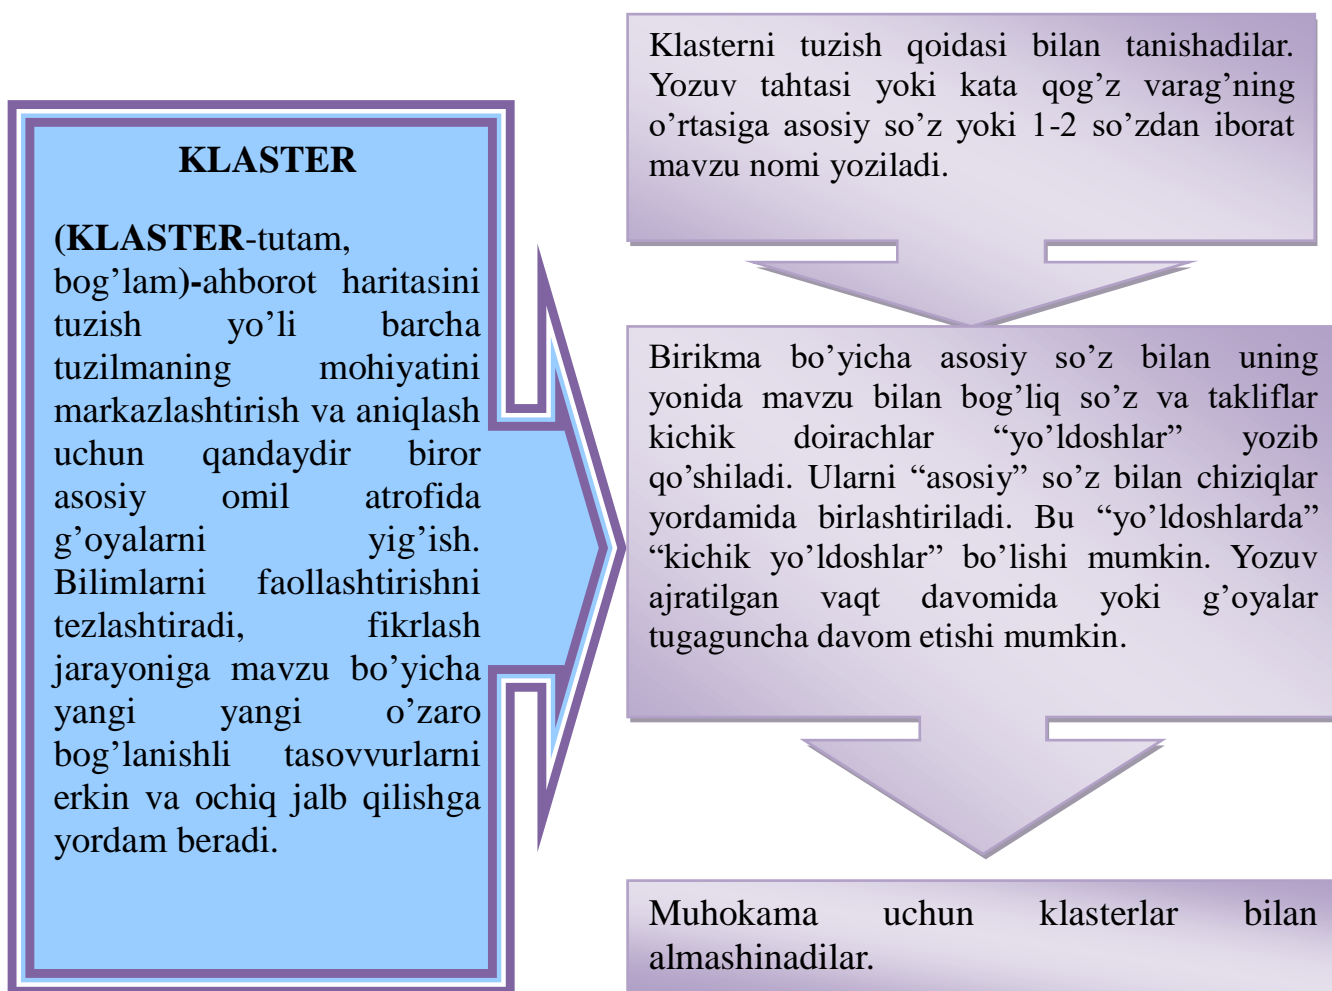 KLASTER
(KLASTER-tutam,
bog’lam)-ahborot haritasini
tuzish yo’li barcha
tuzilmaning mohiyatini
markazlashtirish va aniqlash
uchun qandaydir biror
asosiy omil atrofida
g’oyalarni yig’ish.
Bilimlarni faollashtirishni
tezlashtiradi, fikrlash
jarayoniga mavzu bo’yicha
yangi yangi o’zaro
bog’lanishli tasovvurlarni
erkin va ochiq jalb qilishga
yordam beradi.
Klasterni tuzish qoidasi bilan tanishadilar.
Yozuv tahtasi yoki kata qog’z varag’ning
o’rtasiga asosiy so’z yoki 1-2 so’zdan iborat
mavzu nomi yoziladi.
Birikma bo’yicha asosiy so’z bilan uning
yonida mavzu bilan bog’liq so’z va takliflar
kichik doirachlar “yo’ldoshlar” yozib
qo’shiladi. Ularni “asosiy” so’z bilan chiziqlar
yordamida birlashtiriladi. Bu “yo’ldoshlarda”
“kichik yo’ldoshlar” bo’lishi mumkin. Yozuv
ajratilgan vaqt davomida yoki g’oyalar
tugaguncha davom etishi mumkin.
Muhokama uchun klasterlar bilan
almashinadilar.